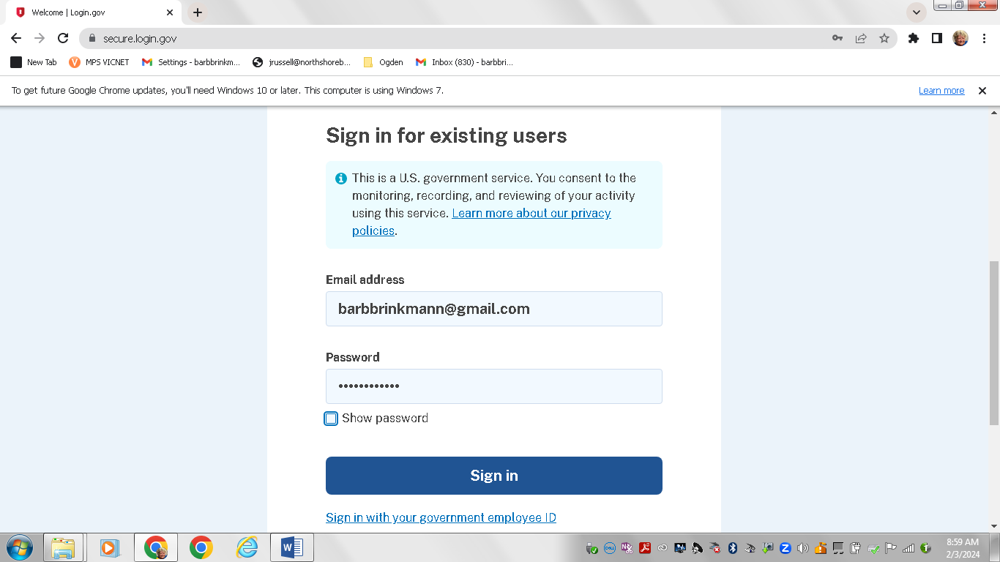 Welcome | Login.gov
secure.login.gov
New Tab
MPS VICNET
Settings - barbbrinkm...
jrussell@northshoreb...
Ogden
Inbox (830) - barbbri...
To get future Google Chrome updates, you'll need Windows 10 or later. This computer is using Windows 7.
Learn more
Sign in for existing users
This is a U.S. government service. You consent to the
monitoring, recording, and reviewing of your activity
using this service. Learn more about our privacy
policies.
Email address
barbbrinkmann@gmail.com
Password
••••••••••••
Show password
Sign in
Sign in with your government employee ID
8:59 AM
2/3/2024